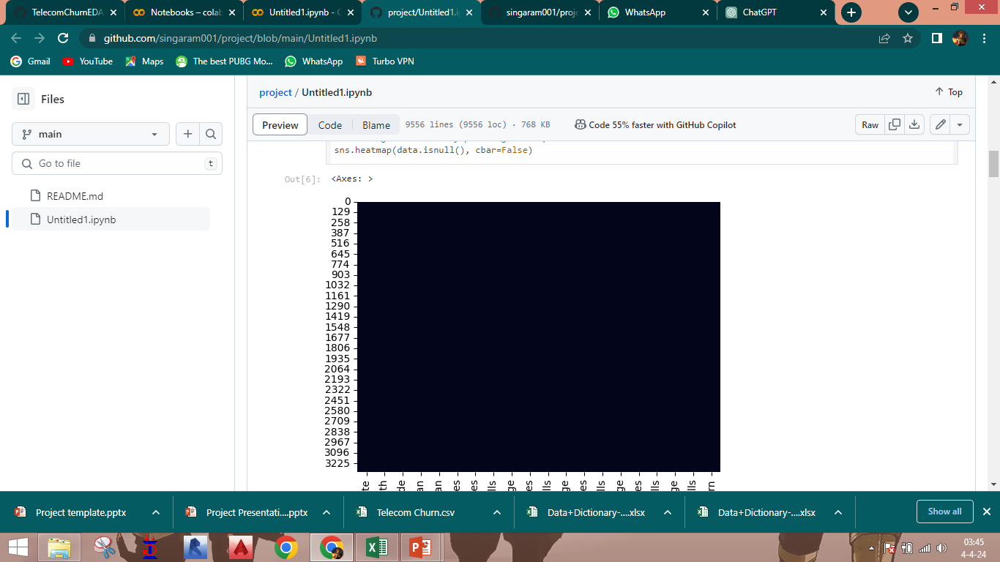 TelecomChurnEDA
Notebooks – colab
Untitled1.ipynb - C
project/Untitled1.i
singaram001/proje
WhatsApp
ChatGPT
github.com/singaram001/project/blob/main/Untitled1.ipynb
Gmail
YouTube
Maps
The best PUBG Mo...
WhatsApp
Turbo VPN
Files
project / Untitled1.ipynb
Top
main
Preview
Code
Blame
9556 lines (9556 loc) · 768 KB
Code 55% faster with GitHub Copilot
Raw
Go to file
t
README.md
Untitled1.ipynb
sns.heatmap(data.isnull(), cbar=False)
Out[6]:
<Axes: >
0
129
258
387
516
645
774
903
1032
1161
1290
1419
1548
1677
1806
1935
2064
2193
2322
2451
2580
2709
2838
2967
3096
3225
te
th
de
an
an
es
es
lls
ge
es
lls
ge
es
lls
ge
es
lls
ge
lls
rn
Project template.pptx
Project Presentati....pptx
Telecom Churn.csv
Data+Dictionary-....xlsx
Data+Dictionary-....xlsx
Show all
03:45
4-4-24